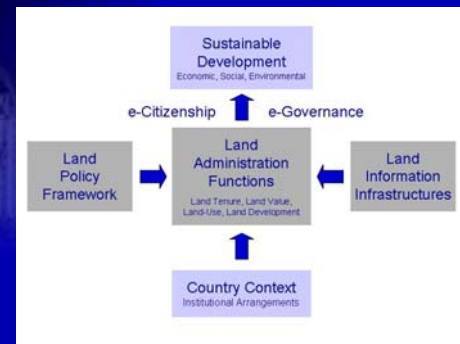 Sustainable
Development
Economic, Social, Environmental
e-Citizenship
e-Governance
Land
Policy
Framework
Land
Administration
Functions
Land Tenure, Land Value,
Land-Use, Land Development
Land
Information
Infrastructures
Country Context
Institutional Arrangements